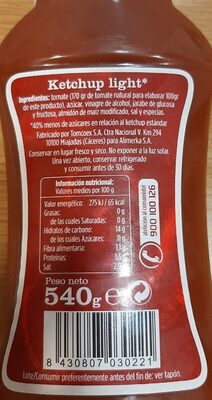 Ketchup light*
Ingredientes: tomate (170 gr de tomate natural para elaborar 100gr
de este producto), azúcar, vinagre de alcohol, jarabe de glucosa
y fructosa, almidón de maíz modificado, sal y especias.
*40% menos de azúcares en relación al ketchup estándar
Fabricado por Tomcoex S.A. Ctra Nacional V. Km 294
10100 Miajadas (Cáceres) para Alimerka S.A.
Conservar en lugar fresco y seco. No exponer a la luz solar.
Una vez abierto, conservar refrigerado y
consumir antes de 30 días.
Información nutricional:
Valores medios por 100 g
Valor energético: 275 kJ / 65 kcal
Grasas: 0 g
de las cuales Saturadas: 0 g
Hidratos de carbono: 14 g
de los cuales Azúcares: g
Fibra alimentaria: g
Proteínas: g
Sal:
atención al consumidor
900 100 126
Peso neto
540g e
8 430807 030221
Lote/Consumir preferentemente antes del fin de: ver tapón.